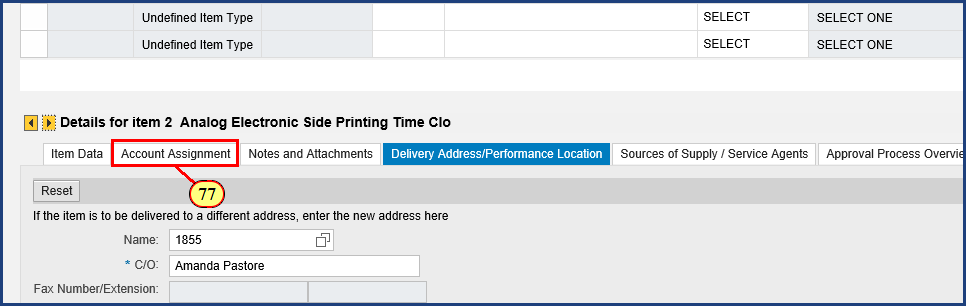 Undefined Item Type SELECT SELECT ONE
Undefined Item Type SELECT SELECT ONE
Details for item 2 Analog Electronic Side Printing Time Clo
Item Data Account Assignment Notes and Attachments Delivery Address/Performance Location Sources of Supply / Service Agents Approval Process Overvie
77
Reset
If the item is to be delivered to a different address, enter the new address here
Name: 1855
* C/O: Amanda Pastore
Fax Number/Extension: